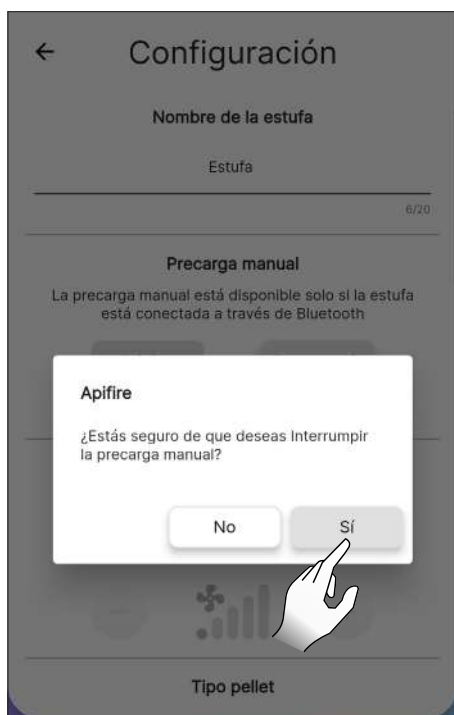 Configuración
Nombre de la estufa
Estufa
6/20
Precarga manual
La precarga manual está disponible solo si la estufa
está conectada a través de Bluetooth
Apifire
¿Estás seguro de que deseas Interrumpir
la precarga manual?
No
Sí
Tipo pellet